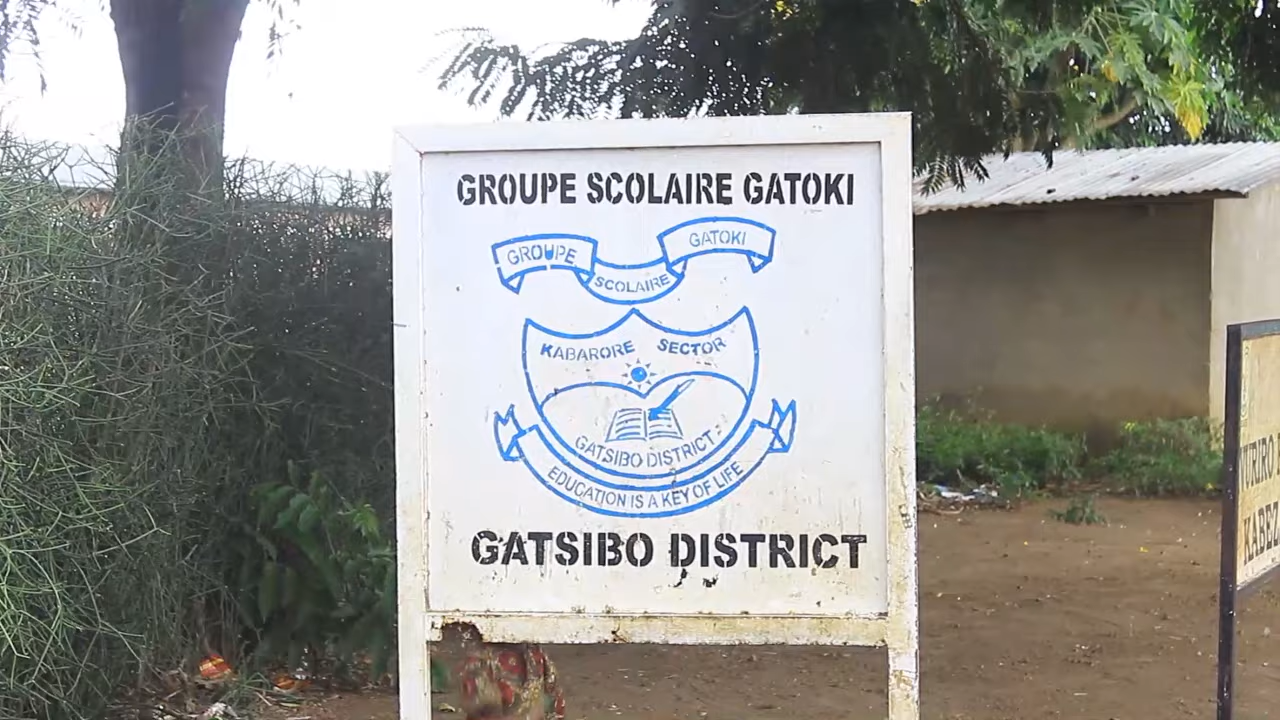 GROUPE SCOLAIRE GATOKI
GROUPE SCOLAIRE GATOKI
KABARORE SECTOR
GATSIBO DISTRICT
EDUCATION IS A KEY OF LIFE
GATSIBO DISTRICT